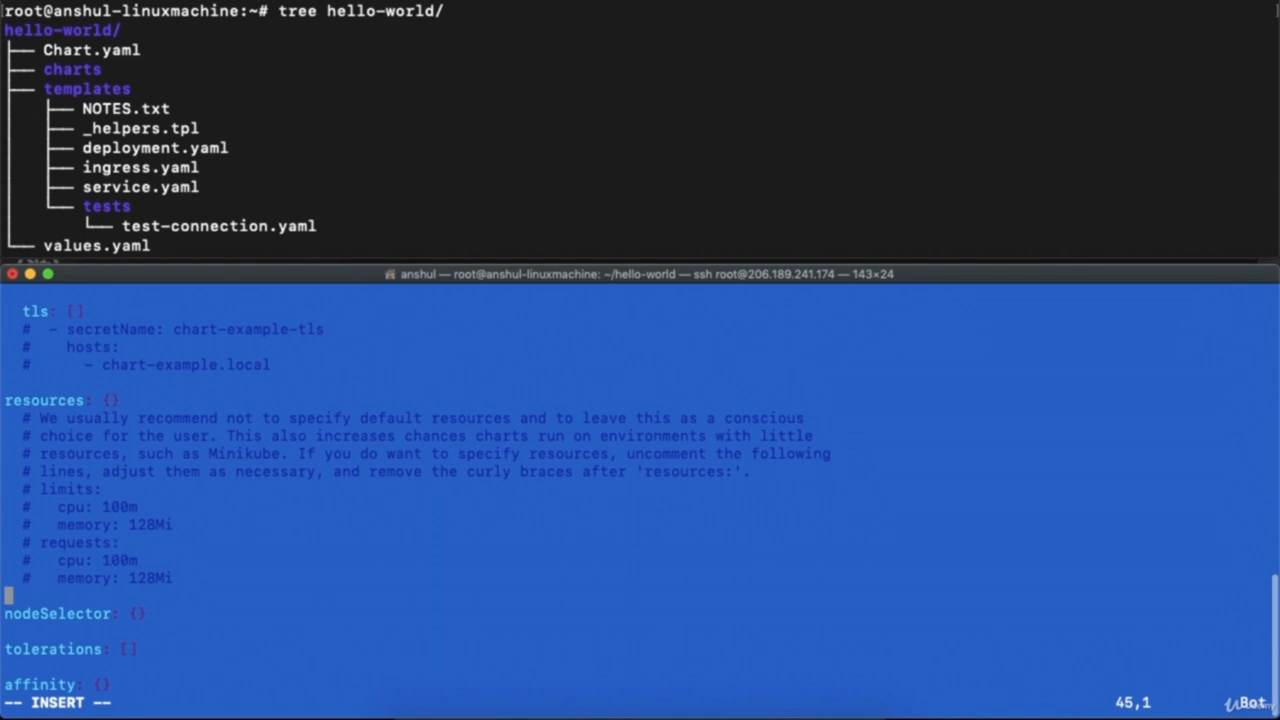 root@anshul-linuxmachine:~# tree hello-world/
hello-world/
├── Chart.yaml
├── charts
├── templates
│   ├── NOTES.txt
│   ├── _helpers.tpl
│   ├── deployment.yaml
│   ├── ingress.yaml
│   ├── service.yaml
│   └── tests
│       └── test-connection.yaml
└── values.yaml
anshul — root@anshul-linuxmachine: ~/hello-world — ssh root@206.189.241.174 — 143×24
  tls: []
  #  - secretName: chart-example-tls
  #    hosts:
  #      - chart-example.local
resources: {}
  # We usually recommend not to specify default resources and to leave this as a conscious
  # choice for the user. This also increases chances charts run on environments with little
  # resources, such as Minikube. If you do want to specify resources, uncomment the following
  # lines, adjust them as necessary, and remove the curly braces after 'resources:'.
  # limits:
  #   cpu: 100m
  #   memory: 128Mi
  # requests:
  #   cpu: 100m
  #   memory: 128Mi
nodeSelector: {}
tolerations: []
affinity: {}
-- INSERT -- 45,1 Bot